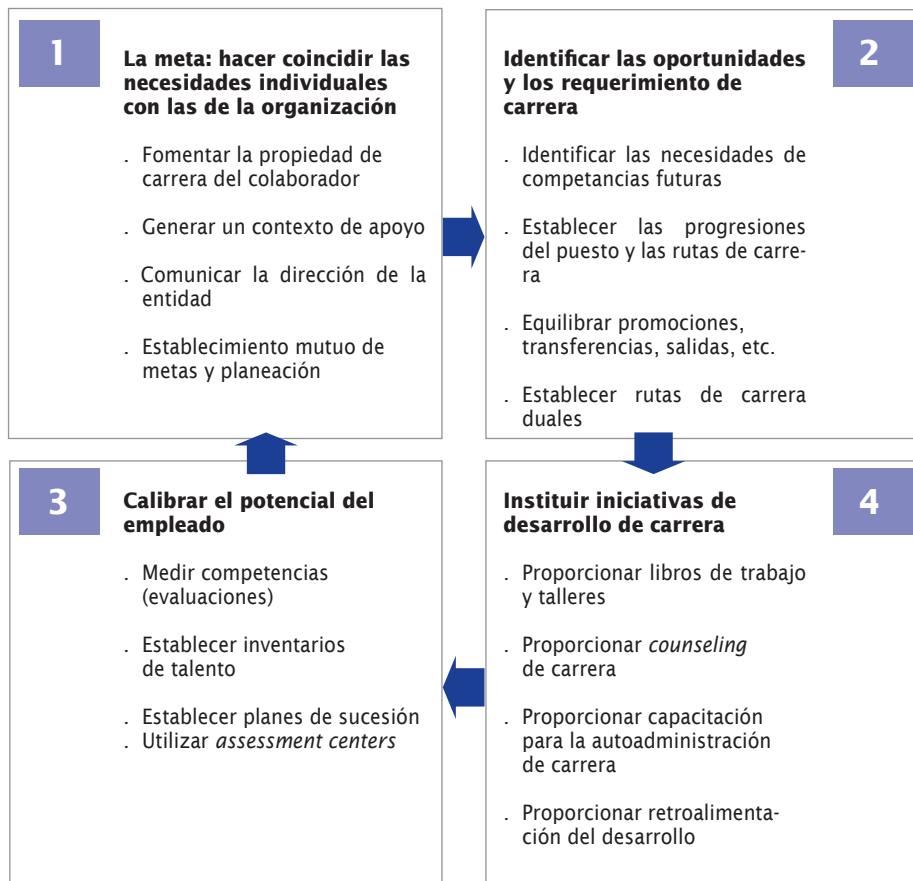 1
La meta: hacer coincidir las
necesidades individuales
con las de la organización
. Fomentar la propiedad de
carrera del colaborador
. Generar un contexto de apoyo
. Comunicar la dirección de la
entidad
. Establecimiento mutuo de
metas y planeación
2
Identificar las oportunidades
y los requerimiento de
carrera
. Identificar las necesidades de
competancias futuras
. Establecer las progresiones
del puesto y las rutas de carre-
ra
. Equilibrar promociones,
transferencias, salidas, etc.
. Establecer rutas de carrera
duales
3
Calibrar el potencial del
empleado
. Medir competencias
(evaluaciones)
. Establecer inventarios
de talento
. Establecer planes de sucesión
. Utilizar assessment centers
4
Instituir iniciativas de
desarrollo de carrera
. Proporcionar libros de trabajo
y talleres
. Proporcionar counseling
de carrera
. Proporcionar capacitación
para la autoadministración
de carrera
. Proporcionar retroalimenta-
ción del desarrollo